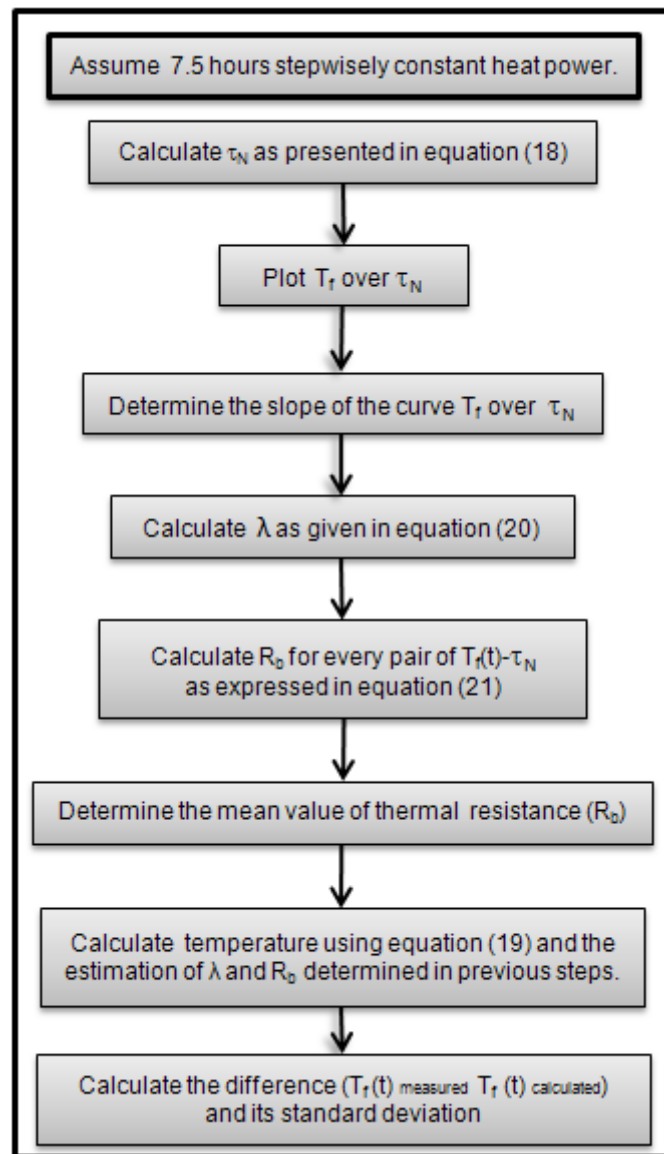 Assume 7.5 hours stepwisely constant heat power.
Calculate τN as presented in equation (18)
Plot Tf over τN
Determine the slope of the curve Tf over τN
Calculate λ as given in equation (20)
Calculate Rb for every pair of Tf(t)-τN
as expressed in equation (21)
Determine the mean value of thermal resistance (Rb)
Calculate temperature using equation (19) and the
estimation of λ and Rb determined in previous steps.
Calculate the difference (Tf(t) measured Tf (t) calculated)
and its standard deviation